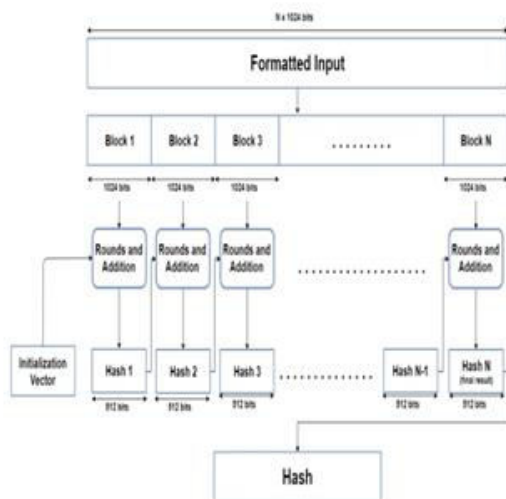 N x 1024 bits
Formatted Input
Block 1
Block 2
Block 3
Block N
1024 bits
1024 bits
1024 bits
1024 bits
Rounds and
Addition
Rounds and
Addition
Rounds and
Addition
Rounds and
Addition
Initialization
Vector
Hash 1
Hash 2
Hash 3
Hash N-1
Hash N
(final result)
512 bits
512 bits
512 bits
512 bits
512 bits
Hash